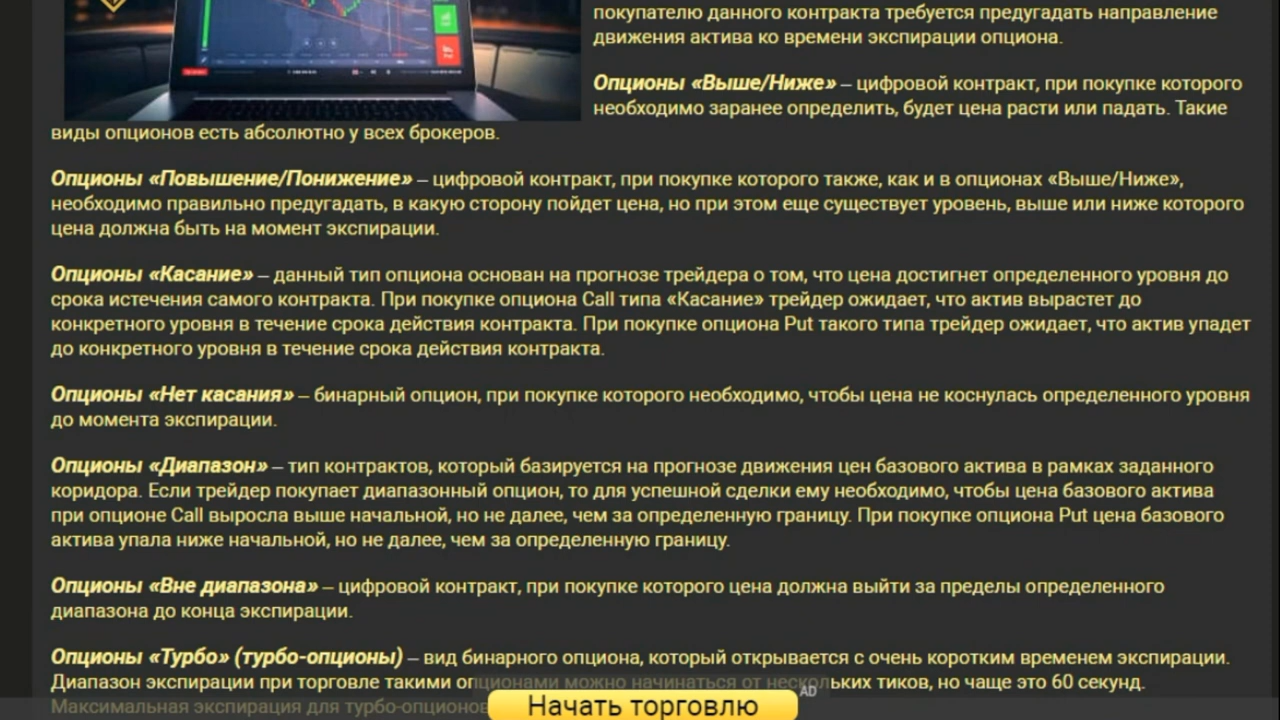 покупателю данного контракта требуется предугадать направление
движения актива ко времени экспирации опциона.
Опционы «Выше/Ниже» – цифровой контракт, при покупке которого
необходимо заранее определить, будет цена расти или падать. Такие
виды опционов есть абсолютно у всех брокеров.
Опционы «Повышение/Понижение» – цифровой контракт, при покупке которого также, как и в опционах «Выше/Ниже»,
необходимо правильно предугадать, в какую сторону пойдет цена, но при этом еще существует уровень, выше или ниже которого
цена должна быть на момент экспирации.
Опционы «Касание» – данный тип опциона основан на прогнозе трейдера о том, что цена достигнет определенного уровня до
срока истечения самого контракта. При покупке опциона Call типа «Касание» трейдер ожидает, что актив вырастет до
конкретного уровня в течение срока действия контракта. При покупке опциона Put такого типа трейдер ожидает, что актив упадет
до конкретного уровня в течение срока действия контракта.
Опционы «Нет касания» – бинарный опцион, при покупке которого необходимо, чтобы цена не коснулась определенного уровня
до момента экспирации.
Опционы «Диапазон» – тип контрактов, который базируется на прогнозе движения цен базового актива в рамках заданного
коридора. Если трейдер покупает диапазонный опцион, то для успешной сделки ему необходимо, чтобы цена базового актива
при опционе Call выросла выше начальной, но не далее, чем за определенную границу. При покупке опциона Put цена базового
актива упала ниже начальной, но не далее, чем за определенную границу.
Опционы «Вне диапазона» – цифровой контракт, при покупке которого цена должна выйти за пределы определенного
диапазона до конца экспирации.
Опционы «Турбо» (турбо-опционы) – вид бинарного опциона, который открывается с очень коротким временем экспирации.
Диапазон экспирации при торговле такими опционами можно начинаться от нескольких тиков, но чаще это 60 секунд.
Максимальная экспирация для турбо-опционов
Начать торговлю
AD